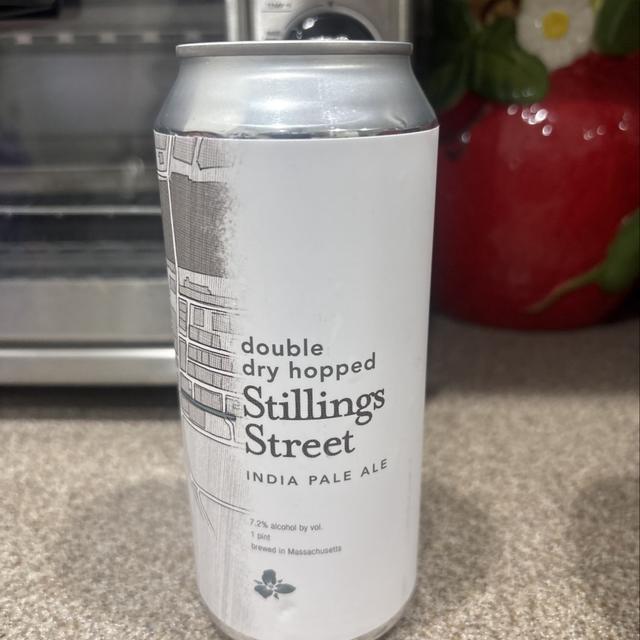 double
dry hopped
Stillings
Street
INDIA PALE ALE
7.2% alcohol by vol.
1 pint
brewed in Massachusetts